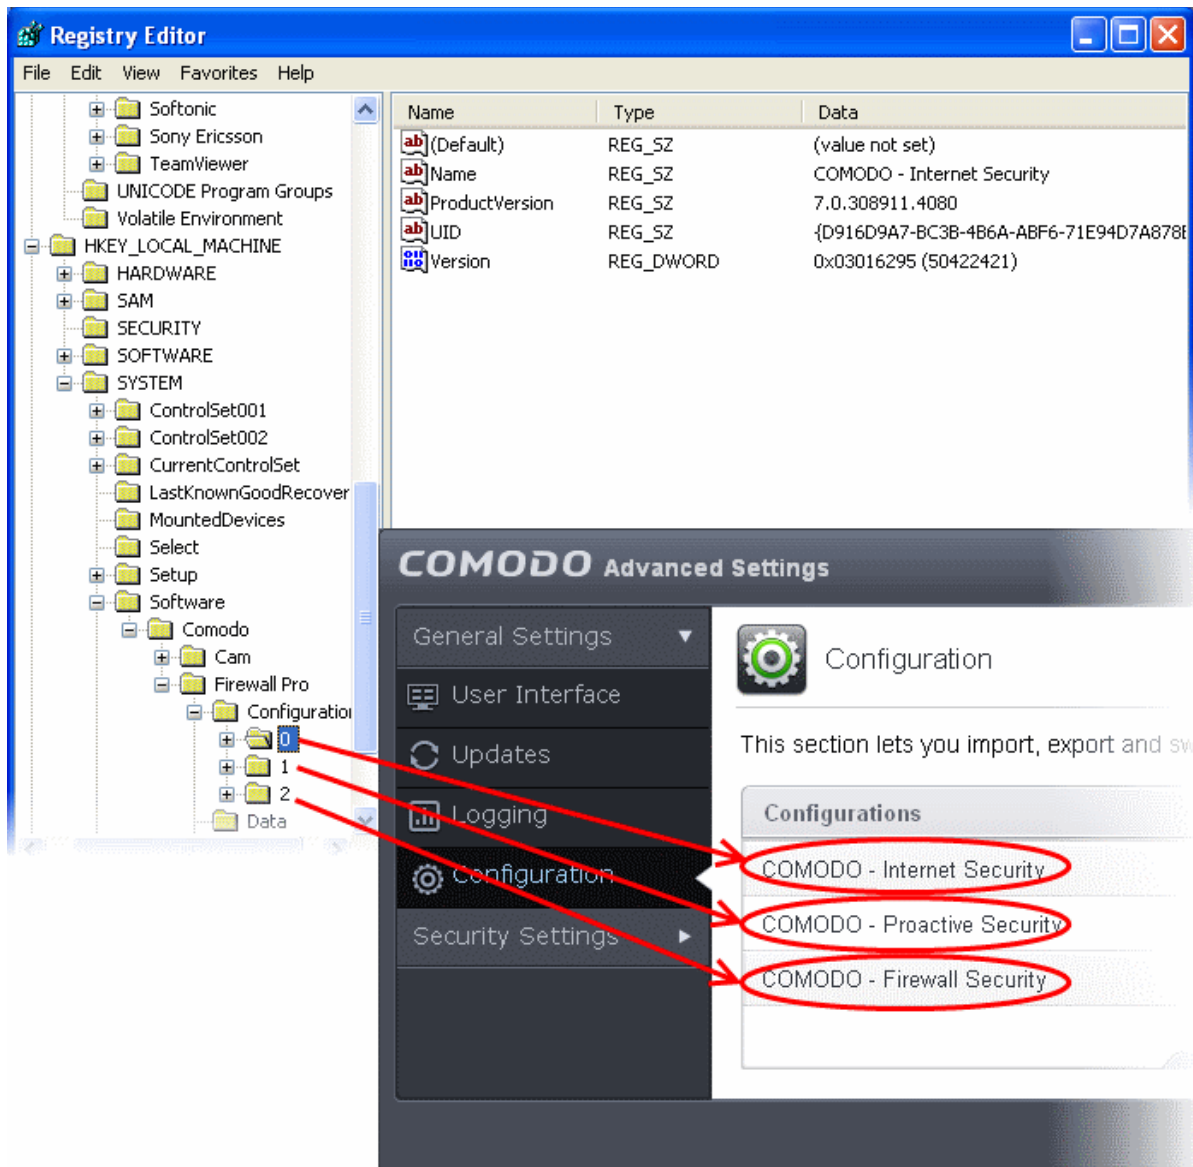 Registry Editor
File Edit View Favorites Help
Softonic
Sony Ericsson
TeamViewer
UNICODE Program Groups
Volatile Environment
HKEY_LOCAL_MACHINE
HARDWARE
SAM
SECURITY
SOFTWARE
SYSTEM
ControlSet001
ControlSet002
CurrentControlSet
LastKnownGoodRecover
MountedDevices
Select
Setup
Software
Comodo
Cam
Firewall Pro
Configuration
0
1
2
Data
Name Type Data
(Default) REG_SZ (value not set)
Name REG_SZ COMODO - Internet Security
ProductVersion REG_SZ 7.0.308911.4080
UID REG_SZ {D916D9A7-BC3B-4B6A-ABF6-71E94D7A878E
Version REG_DWORD 0x03016295 (50422421)
COMODO Advanced Settings
General Settings
User Interface
Updates
Logging
Configuration
Security Settings
Configuration
This section lets you import, export and sw
Configurations
COMODO - Internet Security
COMODO - Proactive Security
COMODO - Firewall Security